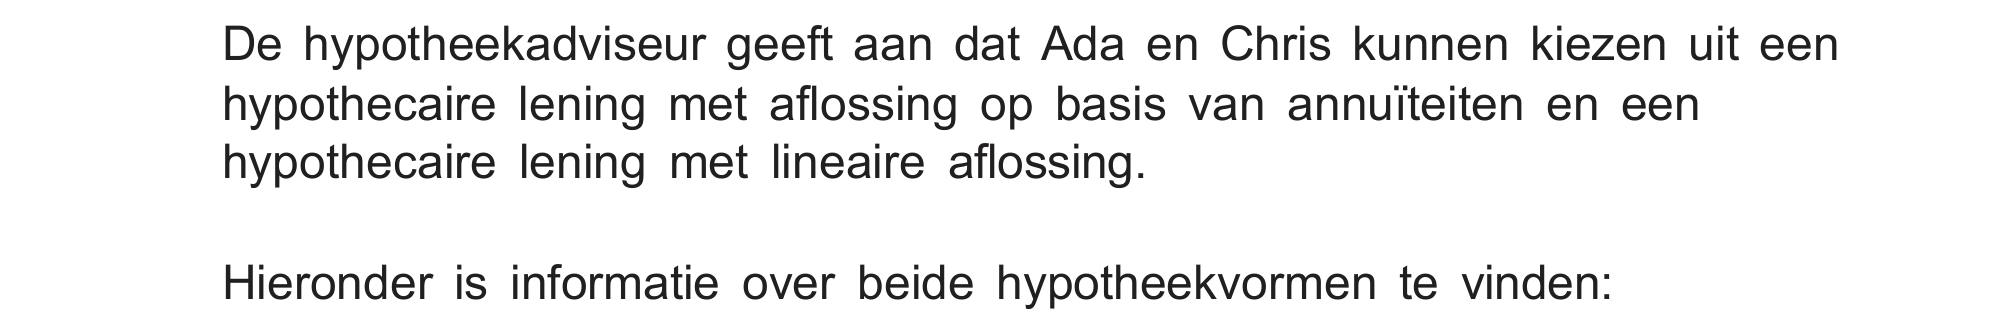 De hypotheekadviseur geeft aan dat Ada en Chris kunnen kiezen uit een
hypothecaire lening met aflossing op basis van annuïteiten en een
hypothecaire lening met lineaire aflossing.
Hieronder is informatie over beide hypotheekvormen te vinden: